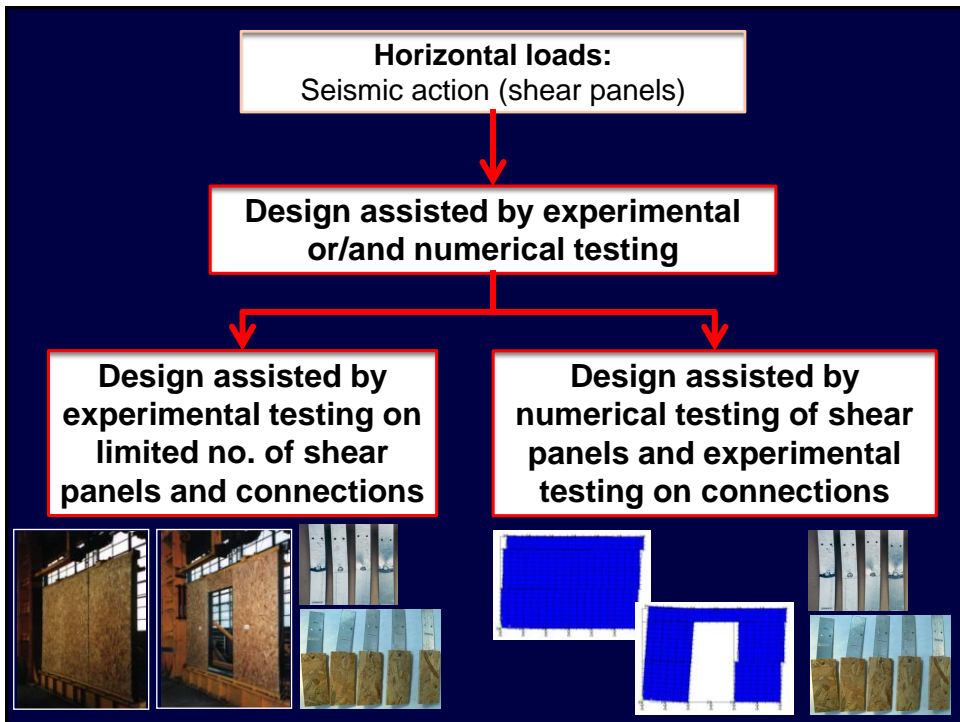 Horizontal loads:
Seismic action (shear panels)
Design assisted by experimental
or/and numerical testing
Design assisted by
experimental testing on
limited no. of shear
panels and connections
Design assisted by
numerical testing of shear
panels and experimental
testing on connections